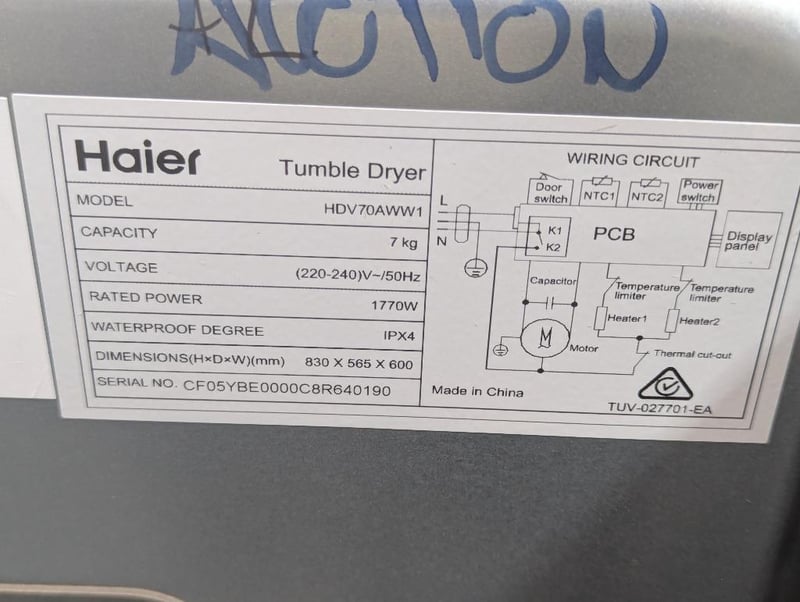 AUCTION
Haier Tumble Dryer
MODEL HDV70AWW1
CAPACITY 7 kg
VOLTAGE (220-240)V~/50Hz
RATED POWER 1770W
WATERPROOF DEGREE IPX4
DIMENSIONS(H×D×W)(mm) 830 X 565 X 600
SERIAL NO. CF05YBE0000C8R640190
WIRING CIRCUIT
Door switch
NTC1
NTC2
Power switch
L
N
K1
K2
PCB
Display panel
Capacitor
Temperature limiter
Temperature limiter
Heater1
Heater2
M
Motor
Thermal cut-out
Made in China
TUV-027701-EA